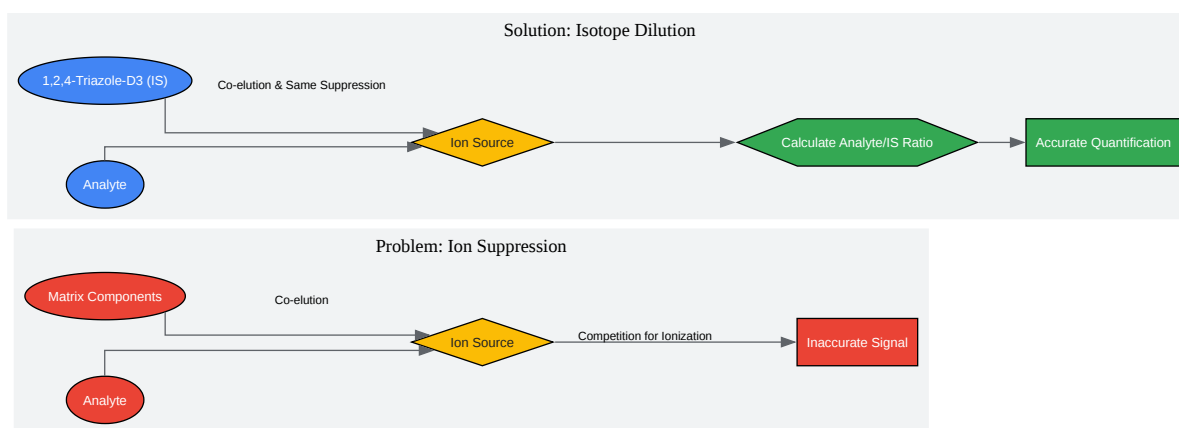 Solution: Isotope Dilution
1,2,4-Triazole-D3 (IS)
Co-elution & Same Suppression
Ion Source
Calculate Analyte/IS Ratio
Accurate Quantification
Analyte
Problem: Ion Suppression
Matrix Components
Co-elution
Ion Source
Competition for Ionization
Inaccurate Signal
Analyte